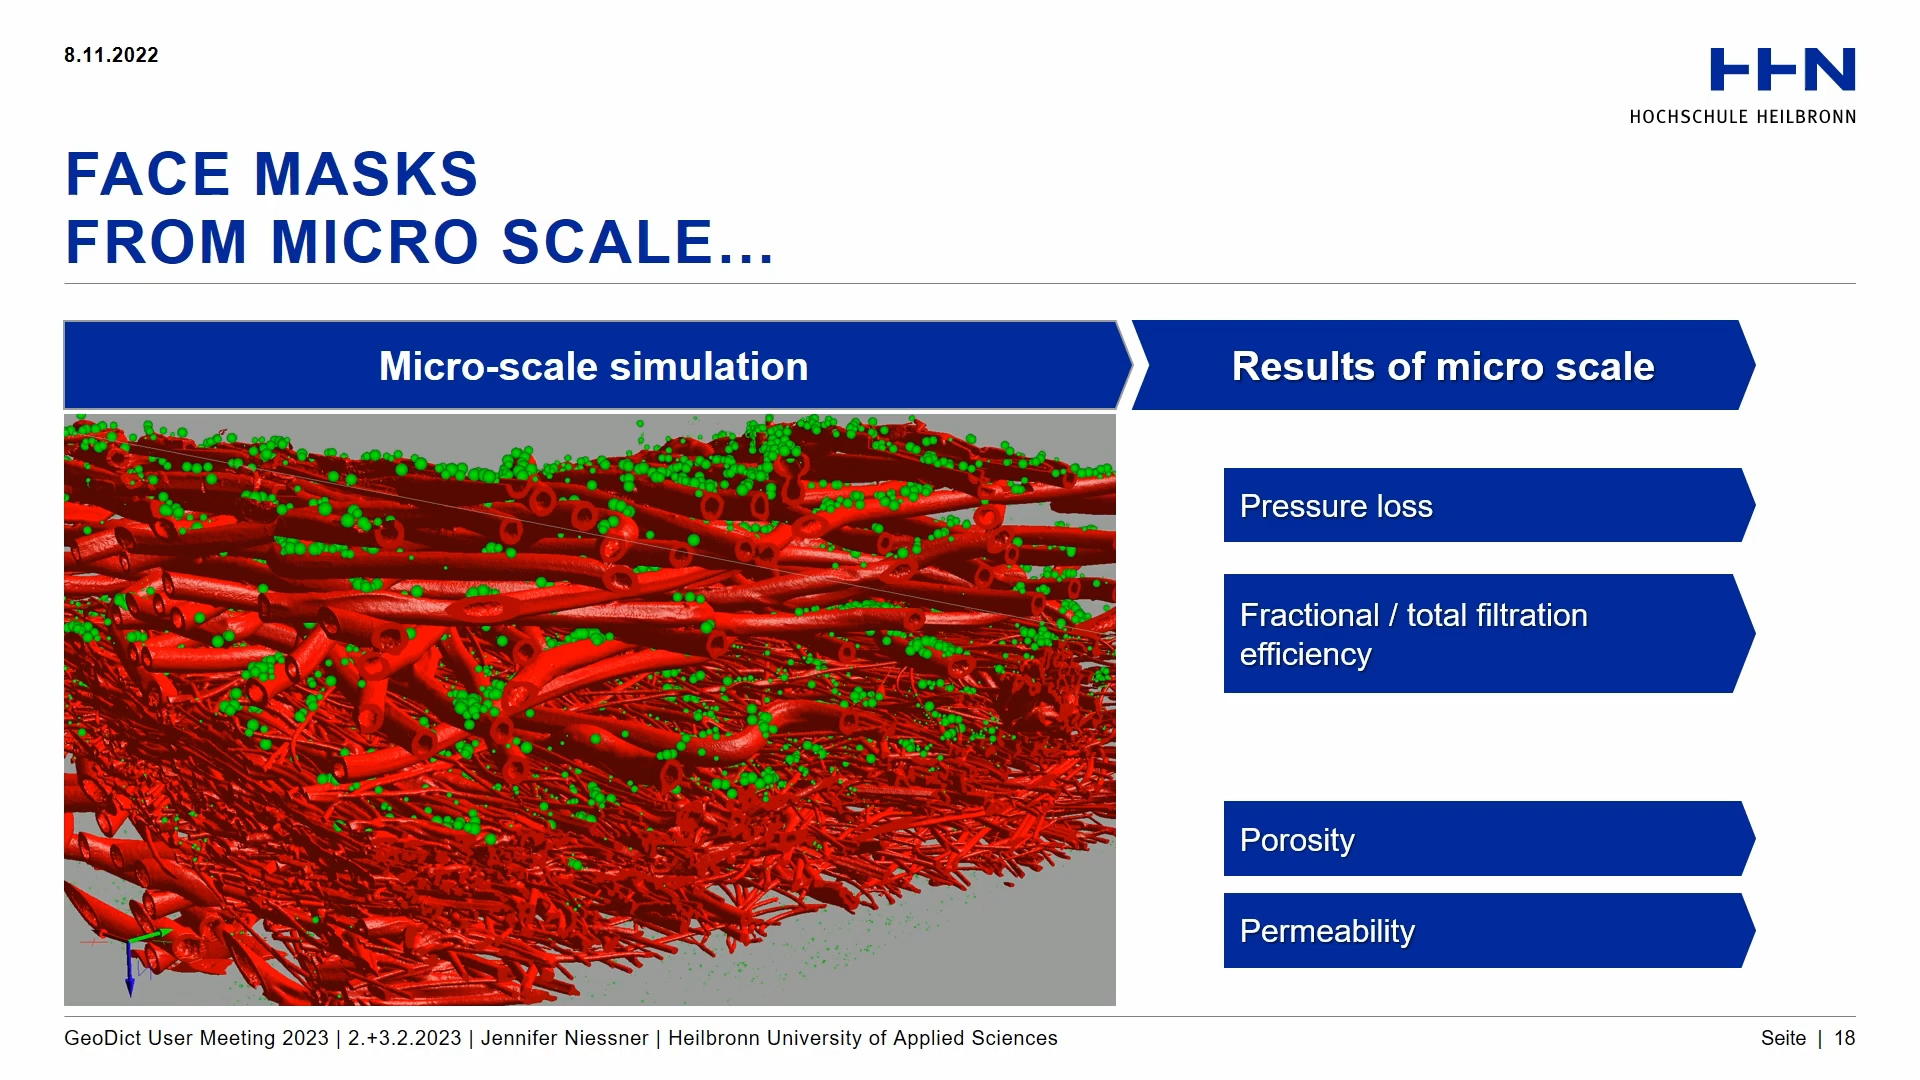 8.11.2022
HHN
HOCHSCHULE HEILBRONN
FACE MASKS
FROM MICRO SCALE...
Micro-scale simulation
Results of micro scale
Pressure loss
Fractional / total filtration
efficiency
Porosity
Permeability
GeoDict User Meeting 2023 | 2.+3.2.2023 | Jennifer Niessner | Heilbronn University of Applied Sciences
Seite | 18